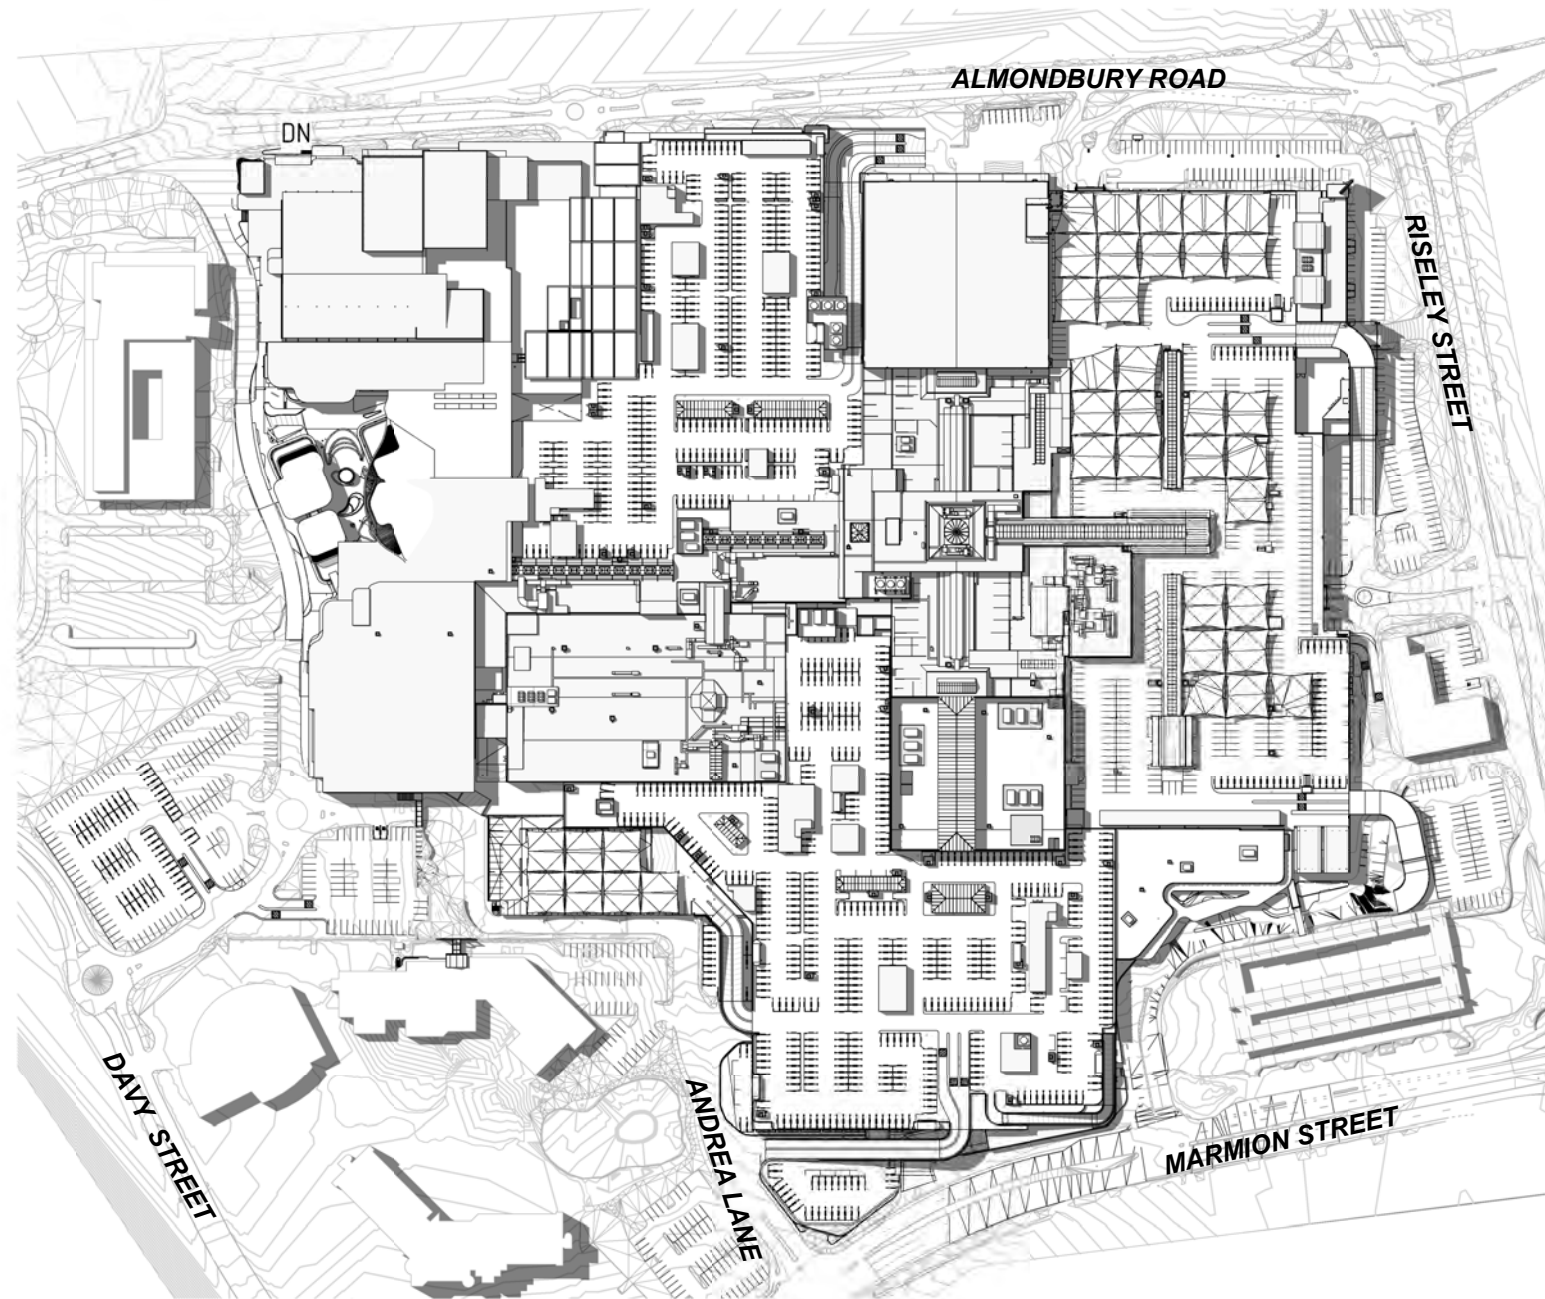 ALMONDBURY ROAD
DN
RISELEY STREET
DAVY STREET
ANDREA LANE
MARMION STREET